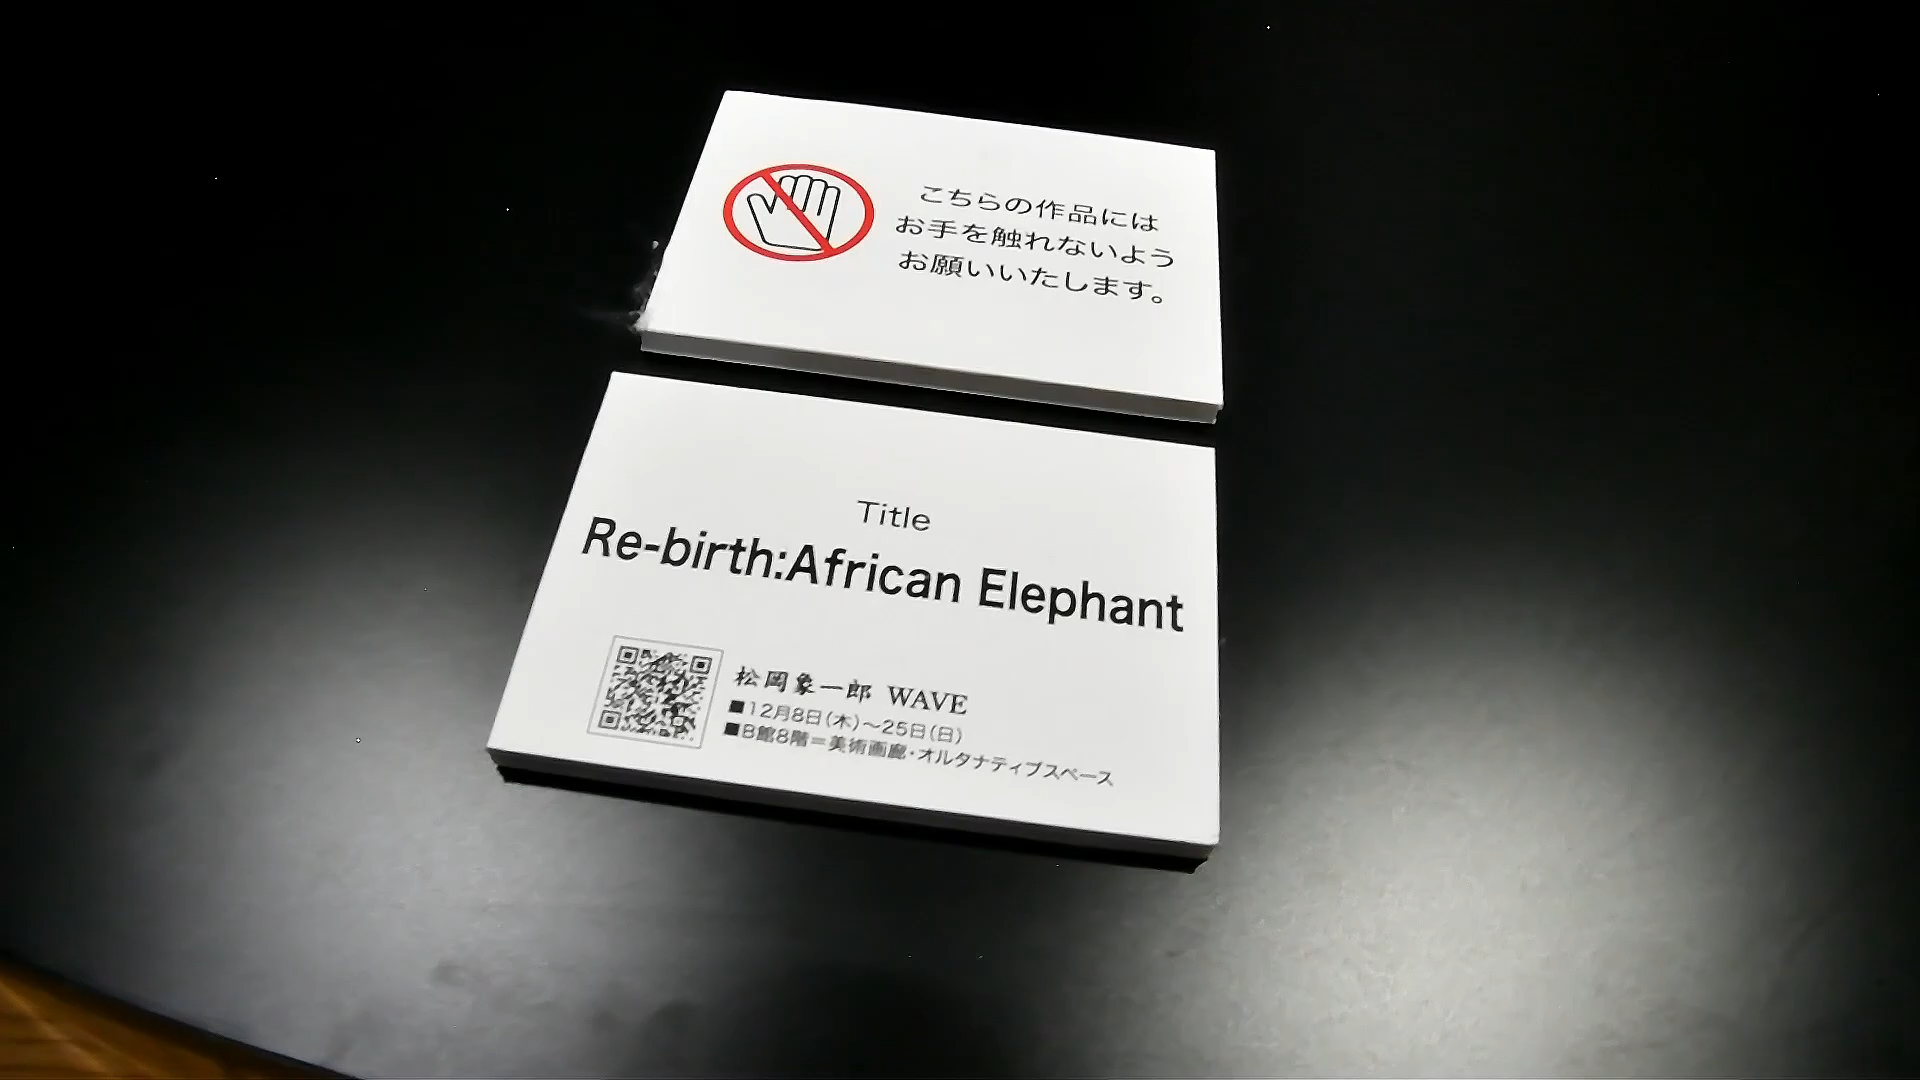 こちらの作品には
お手を触れないよう
お願いいたします。
Title
Re-birth:African Elephant
松岡象一郎 WAVE
■12月8日(木)〜25日(日)
■B館8階＝美術画廊・オルタナティブスペース